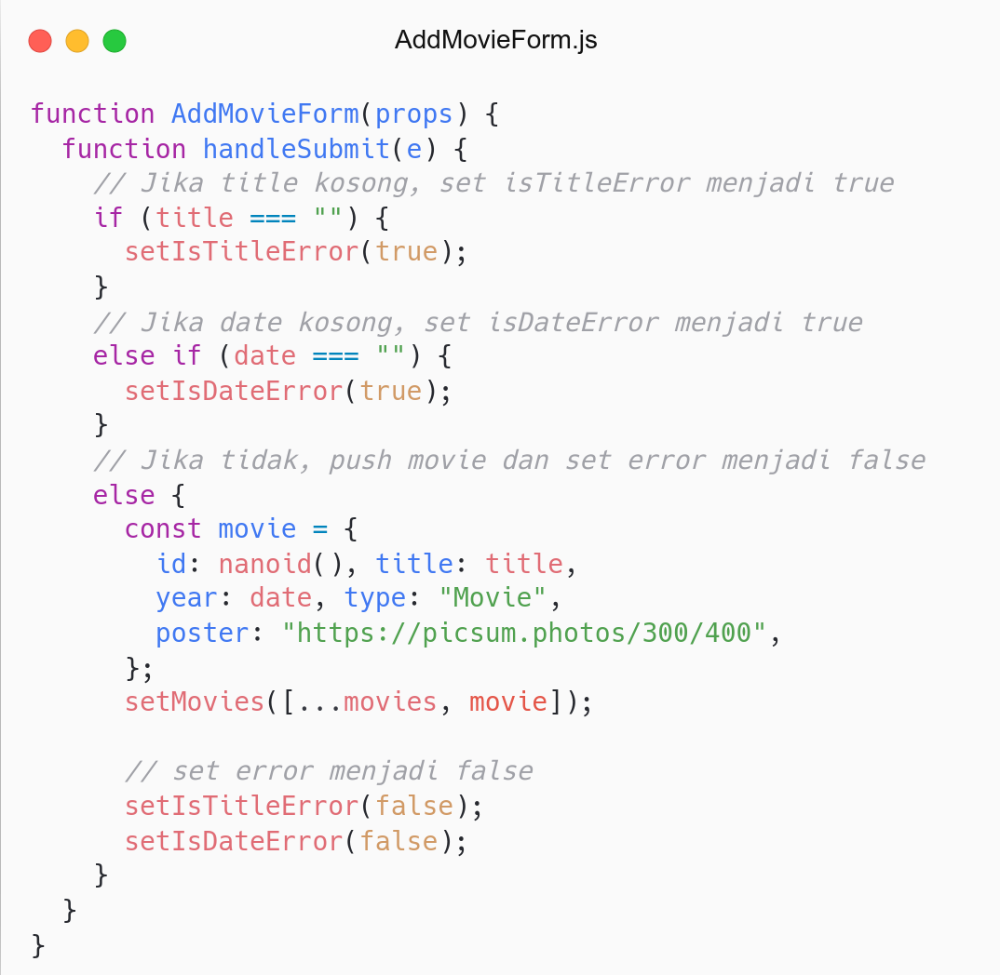 AddMovieForm.js
function AddMovieForm(props) {
  function handleSubmit(e) {
    // Jika title kosong, set isTitleError menjadi true
    if (title === "") {
      setIsTitleError(true);
    }
    // Jika date kosong, set isDateError menjadi true
    else if (date === "") {
      setIsDateError(true);
    }
    // Jika tidak, push movie dan set error menjadi false
    else {
      const movie = {
        id: nanoid(), title: title,
        year: date, type: "Movie",
        poster: "https://picsum.photos/300/400",
      };
      setMovies([...movies, movie]);

      // set error menjadi false
      setIsTitleError(false);
      setIsDateError(false);
    }
  }
}